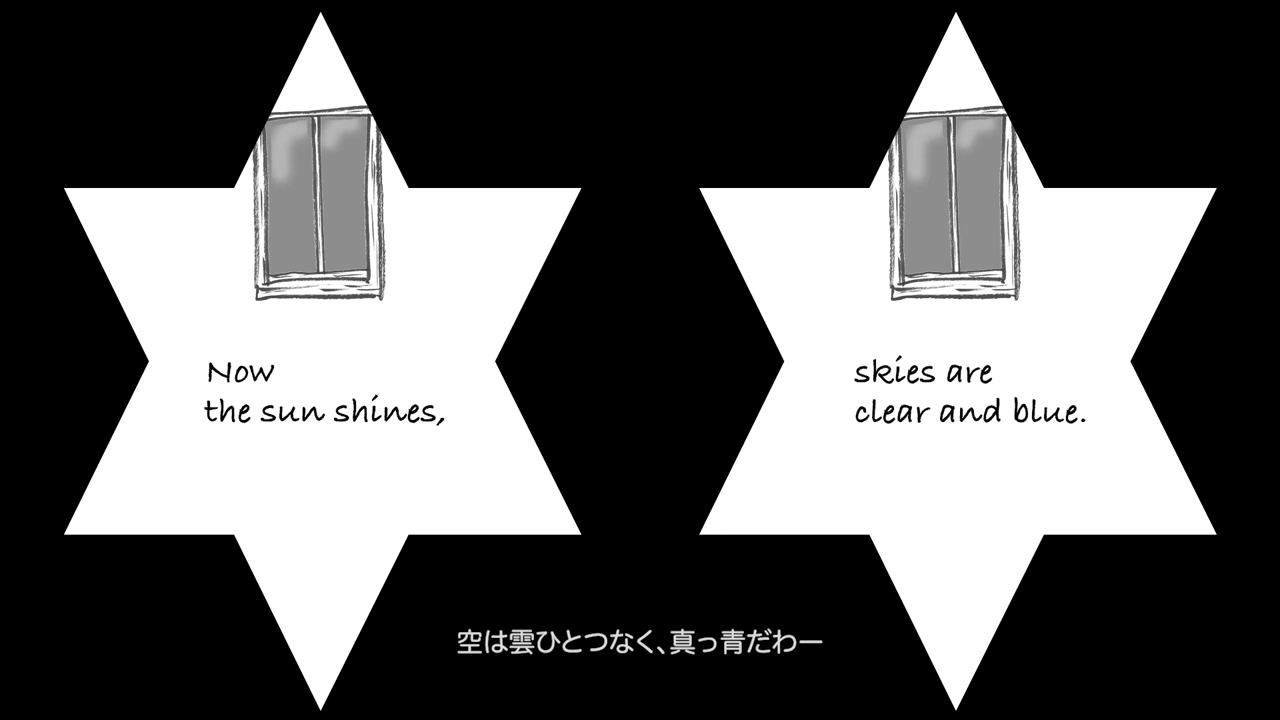 Now
the sun shines,
skies are
clear and blue.
空は雲ひとつなく、真っ青だわー